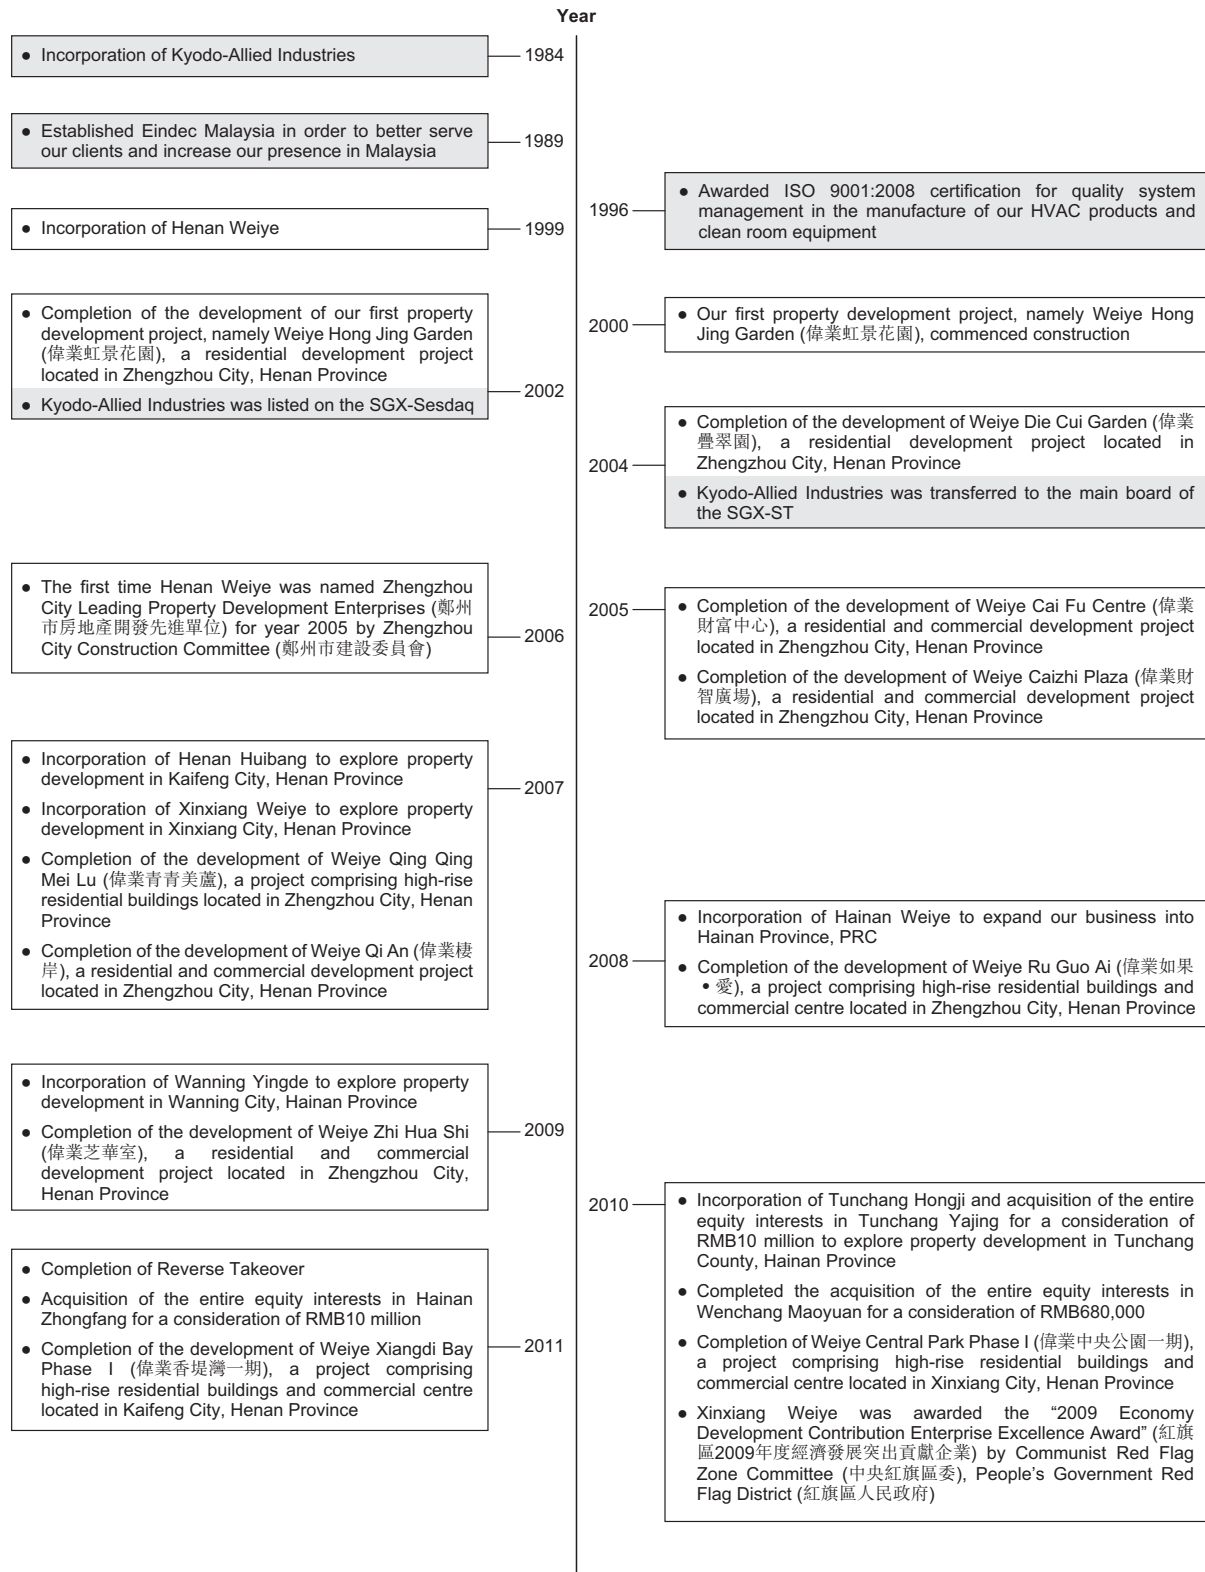 Year
● Incorporation of Kyodo-Allied Industries
1984
● Established Eindec Malaysia in order to better serve
our clients and increase our presence in Malaysia
1989
1996
● Awarded ISO 9001:2008 certification for quality system
management in the manufacture of our HVAC products and
clean room equipment
● Incorporation of Henan Weiye
1999
2000
● Our first property development project, namely Weiye Hong
Jing Garden (偉業虹景花園), commenced construction
● Completion of the development of our first property
development project, namely Weiye Hong Jing Garden
(偉業虹景花園), a residential development project
located in Zhengzhou City, Henan Province
● Kyodo-Allied Industries was listed on the SGX-Sesdaq
2002
2004
● Completion of the development of Weiye Die Cui Garden (偉業
疊翠園), a residential development project located in
Zhengzhou City, Henan Province
● Kyodo-Allied Industries was transferred to the main board of
the SGX-ST
2005
● Completion of the development of Weiye Cai Fu Centre (偉業
財富中心), a residential and commercial development project
located in Zhengzhou City, Henan Province
● Completion of the development of Weiye Caizhi Plaza (偉業財
智廣場), a residential and commercial development project
located in Zhengzhou City, Henan Province
● The first time Henan Weiye was named Zhengzhou
City Leading Property Development Enterprises (鄭州
市房地產開發先進單位) for year 2005 by Zhengzhou
City Construction Committee (鄭州市建設委員會)
2006
● Incorporation of Henan Huibang to explore property
development in Kaifeng City, Henan Province
● Incorporation of Xinxiang Weiye to explore property
development in Xinxiang City, Henan Province
● Completion of the development of Weiye Qing Qing
Mei Lu (偉業青青美蘆), a project comprising high-rise
residential buildings located in Zhengzhou City, Henan
Province
● Completion of the development of Weiye Qi An (偉業棲
岸), a residential and commercial development project
located in Zhengzhou City, Henan Province
2007
2008
● Incorporation of Hainan Weiye to expand our business into
Hainan Province, PRC
● Completion of the development of Weiye Ru Guo Ai (偉業如果
•愛), a project comprising high-rise residential buildings and
commercial centre located in Zhengzhou City, Henan Province
● Incorporation of Wanning Yingde to explore property
development in Wanning City, Hainan Province
● Completion of the development of Weiye Zhi Hua Shi
(偉業芝華室), a residential and commercial
development project located in Zhengzhou City,
Henan Province
2009
2010
● Incorporation of Tunchang Hongji and acquisition of the entire
equity interests in Tunchang Yajing for a consideration of
RMB10 million to explore property development in Tunchang
County, Hainan Province
● Completed the acquisition of the entire equity interests in
Wenchang Maoyuan for a consideration of RMB680,000
● Completion of Weiye Central Park Phase I (偉業中央公園一期),
a project comprising high-rise residential buildings and
commercial centre located in Xinxiang City, Henan Province
● Xinxiang Weiye was awarded the “2009 Economy
Development Contribution Enterprise Excellence Award” (紅旗
區2009年度經濟發展突出貢獻企業) by Communist Red Flag
Zone Committee (中央紅旗區委), People’s Government Red
Flag District (紅旗區人民政府)
● Completion of Reverse Takeover
● Acquisition of the entire equity interests in Hainan
Zhongfang for a consideration of RMB10 million
● Completion of the development of Weiye Xiangdi Bay
Phase I (偉業香堤灣一期), a project comprising
high-rise residential buildings and commercial centre
located in Kaifeng City, Henan Province
2011